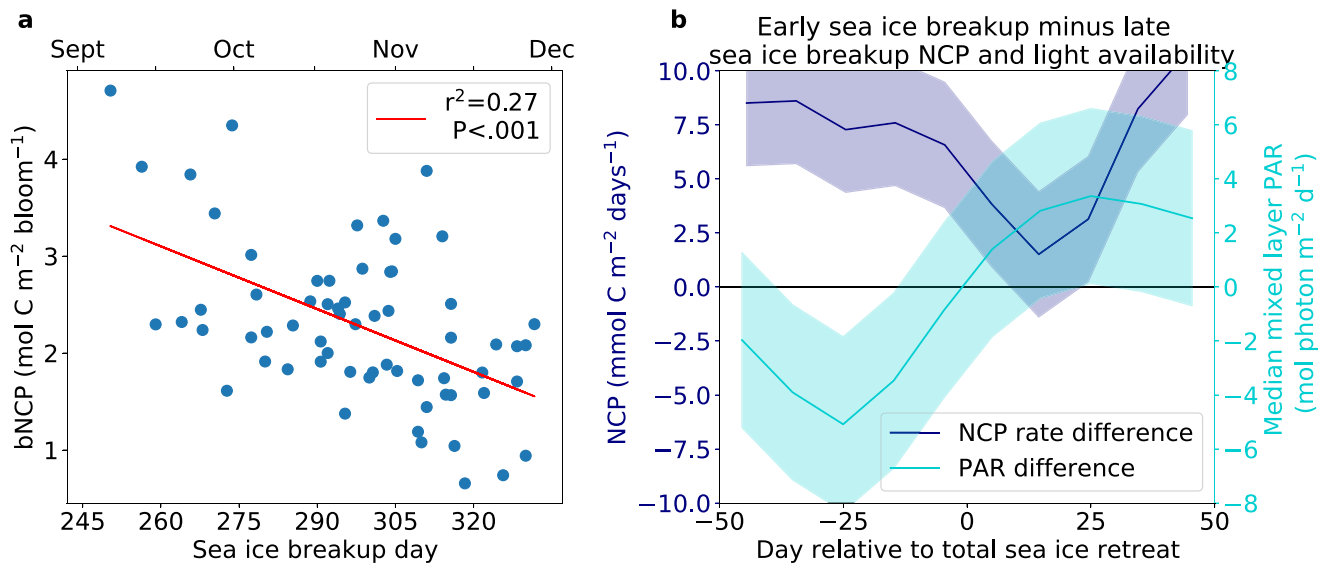 a
Sept Oct Nov Dec
r²=0.27
P<.001
bNCP (mol C m⁻² bloom⁻¹)
4
3
2
1
245 260 275 290 305 320
Sea ice breakup day
b
Early sea ice breakup minus late
sea ice breakup NCP and light availability
NCP (mmol C m⁻² days⁻¹)
10.0
7.5
5.0
2.5
0.0
−2.5
−5.0
−7.5
−10.0
8
6
4
2
0
−2
−4
−6
−8
Median mixed layer PAR
(mol photon m⁻² d⁻¹)
NCP rate difference
PAR difference
−50 −25 0 25 50
Day relative to total sea ice retreat